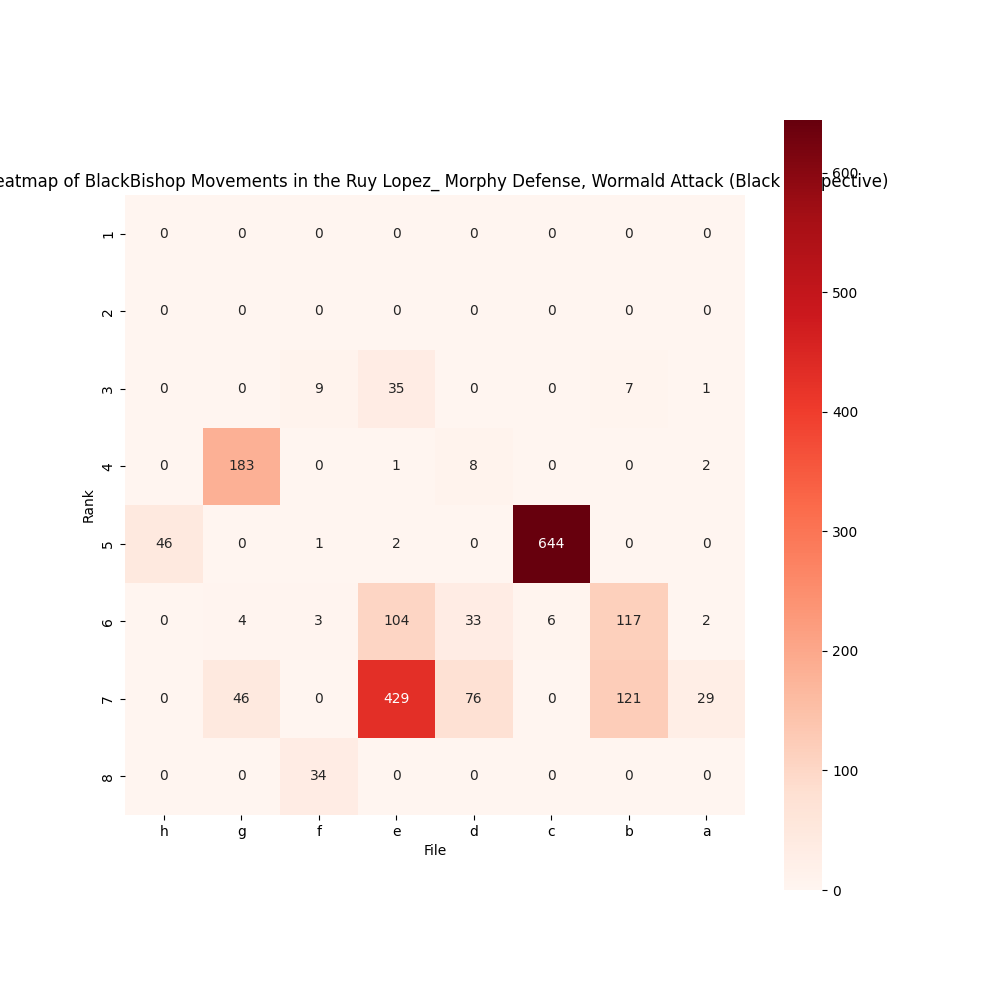 eatmap of BlackBishop Movements in the Ruy Lopez_ Morphy Defense, Wormald Attack (Black pective)
600
500
400
300
200
100
0
Rank
1 0 0 0 0 0 0 0 0
2 0 0 0 0 0 0 0 0
3 0 0 9 35 0 0 7 1
4 0 183 0 1 8 0 0 2
5 46 0 1 2 0 644 0 0
6 0 4 3 104 33 6 117 2
7 0 46 0 429 76 0 121 29
8 0 0 34 0 0 0 0 0
h g f e d c b a
File